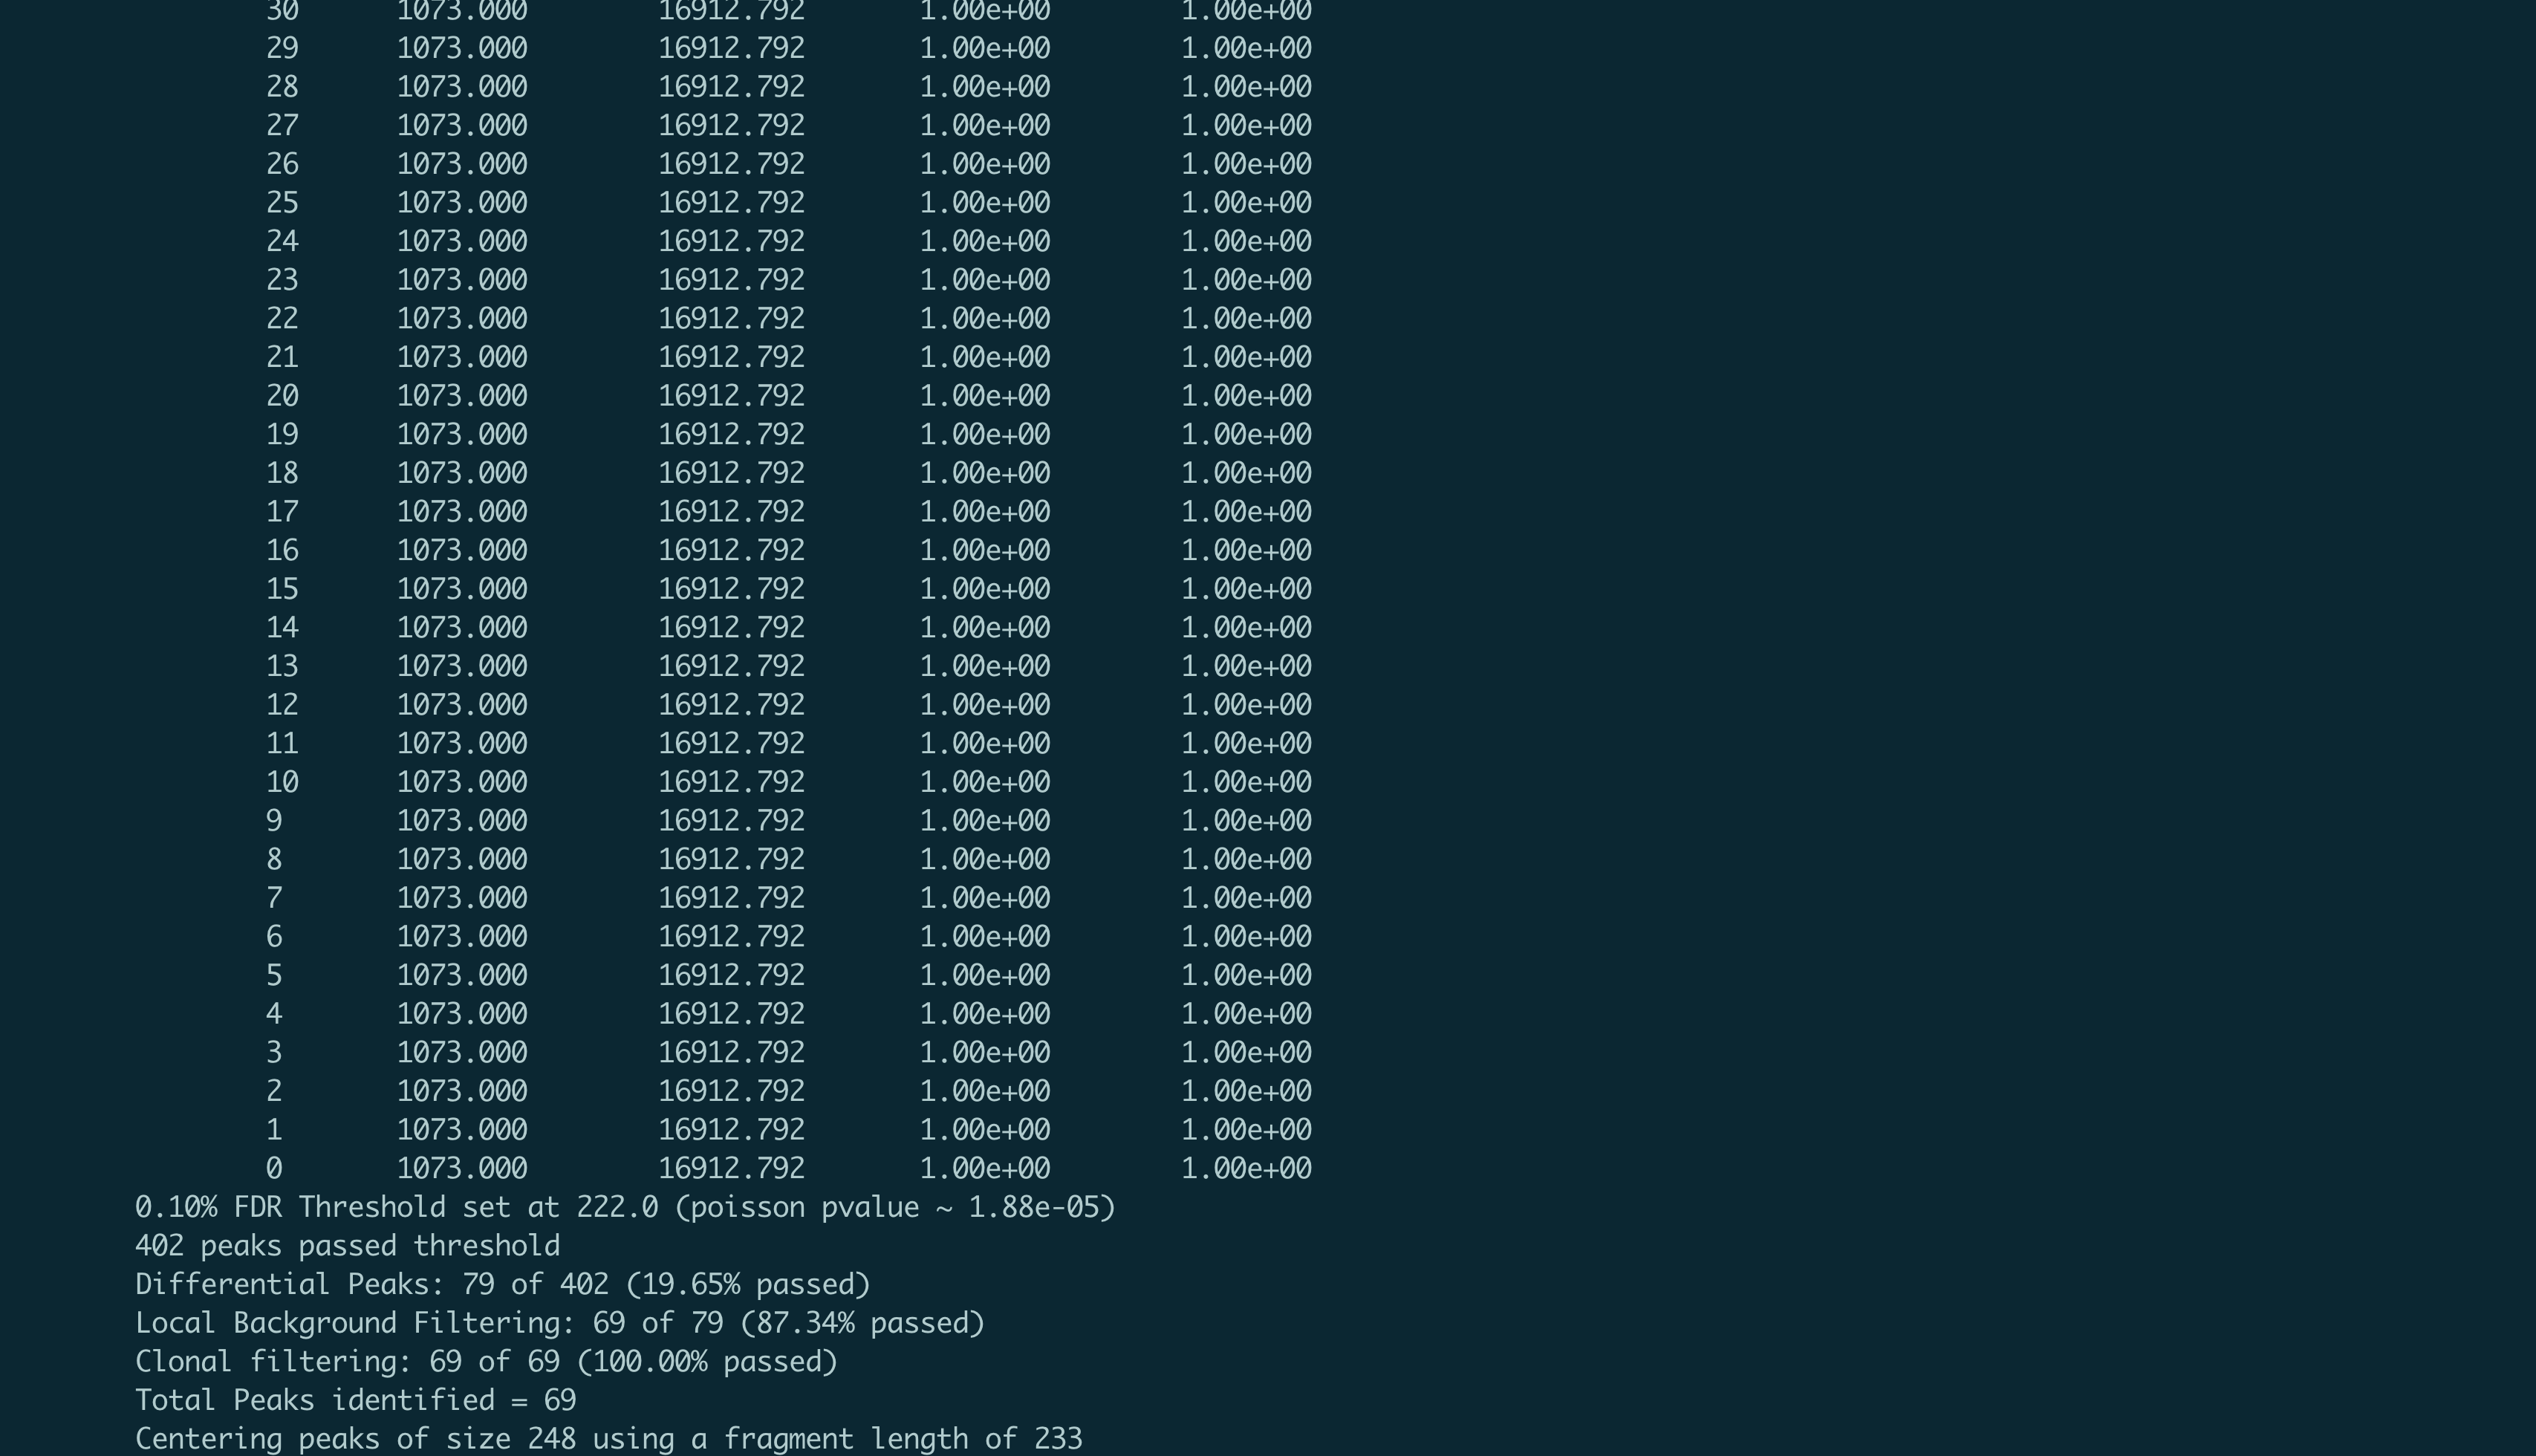 30 1073.000 16912.792 1.00e+00 1.00e+00
29 1073.000 16912.792 1.00e+00 1.00e+00
28 1073.000 16912.792 1.00e+00 1.00e+00
27 1073.000 16912.792 1.00e+00 1.00e+00
26 1073.000 16912.792 1.00e+00 1.00e+00
25 1073.000 16912.792 1.00e+00 1.00e+00
24 1073.000 16912.792 1.00e+00 1.00e+00
23 1073.000 16912.792 1.00e+00 1.00e+00
22 1073.000 16912.792 1.00e+00 1.00e+00
21 1073.000 16912.792 1.00e+00 1.00e+00
20 1073.000 16912.792 1.00e+00 1.00e+00
19 1073.000 16912.792 1.00e+00 1.00e+00
18 1073.000 16912.792 1.00e+00 1.00e+00
17 1073.000 16912.792 1.00e+00 1.00e+00
16 1073.000 16912.792 1.00e+00 1.00e+00
15 1073.000 16912.792 1.00e+00 1.00e+00
14 1073.000 16912.792 1.00e+00 1.00e+00
13 1073.000 16912.792 1.00e+00 1.00e+00
12 1073.000 16912.792 1.00e+00 1.00e+00
11 1073.000 16912.792 1.00e+00 1.00e+00
10 1073.000 16912.792 1.00e+00 1.00e+00
9 1073.000 16912.792 1.00e+00 1.00e+00
8 1073.000 16912.792 1.00e+00 1.00e+00
7 1073.000 16912.792 1.00e+00 1.00e+00
6 1073.000 16912.792 1.00e+00 1.00e+00
5 1073.000 16912.792 1.00e+00 1.00e+00
4 1073.000 16912.792 1.00e+00 1.00e+00
3 1073.000 16912.792 1.00e+00 1.00e+00
2 1073.000 16912.792 1.00e+00 1.00e+00
1 1073.000 16912.792 1.00e+00 1.00e+00
0 1073.000 16912.792 1.00e+00 1.00e+00
0.10% FDR Threshold set at 222.0 (poisson pvalue ~ 1.88e-05)
402 peaks passed threshold
Differential Peaks: 79 of 402 (19.65% passed)
Local Background Filtering: 69 of 79 (87.34% passed)
Clonal filtering: 69 of 69 (100.00% passed)
Total Peaks identified = 69
Centering peaks of size 248 using a fragment length of 233